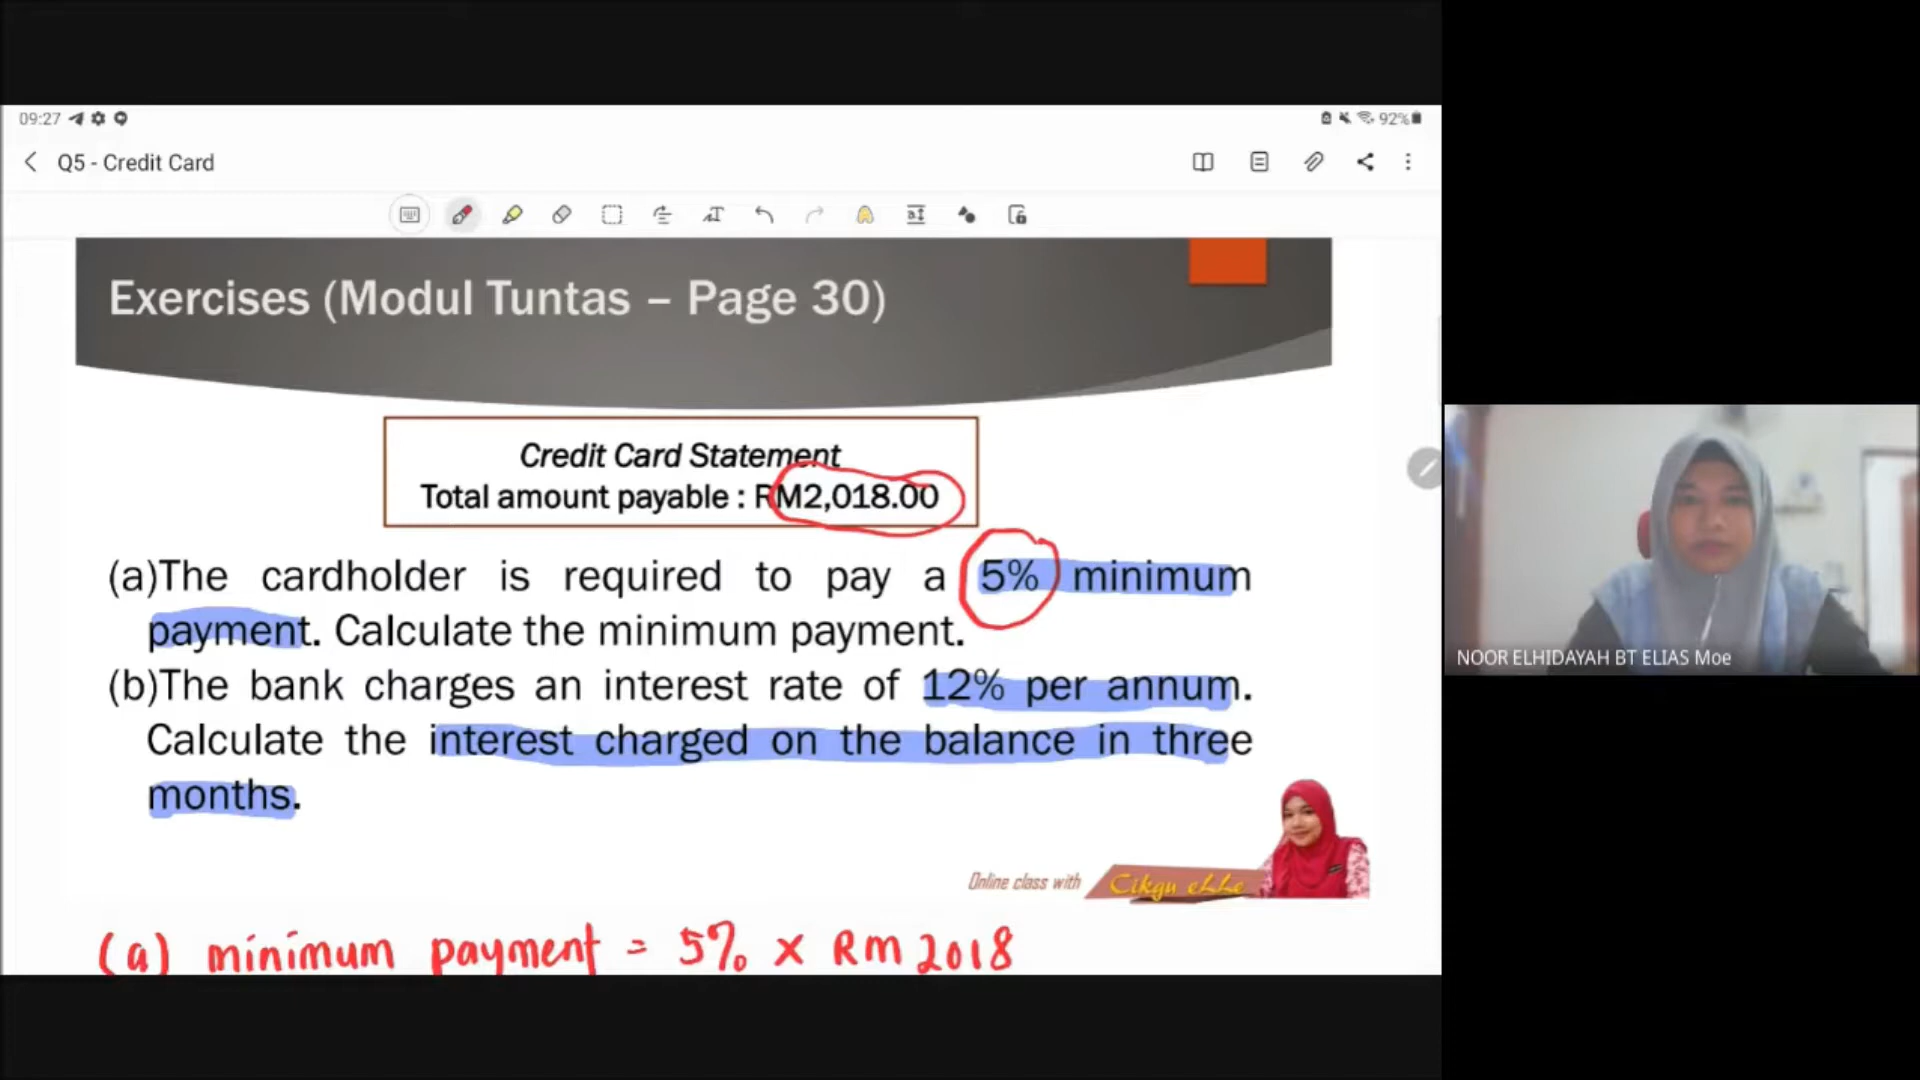 09:27
92%
Q5 - Credit Card
Exercises (Modul Tuntas – Page 30)
Credit Card Statement
Total amount payable : RM2,018.00
(a)The cardholder is required to pay a 5% minimum
payment. Calculate the minimum payment.
(b)The bank charges an interest rate of 12% per annum.
Calculate the interest charged on the balance in three
months.
Online class with Cikgu eLLe
(a) minimum payment = 5% x RM 2018
NOOR ELHIDAYAH BT ELIAS Moe